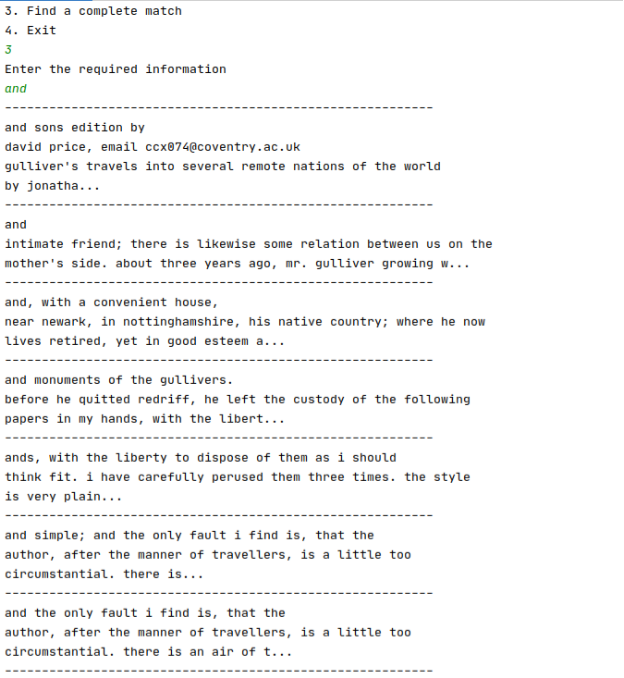 3. Find a complete match
4. Exit
3
Enter the required information
and
----------------------------------------------------------
and sons edition by
david price, email ccx074@coventry.ac.uk
gulliver's travels into several remote nations of the world
by jonatha...
----------------------------------------------------------
and
intimate friend; there is likewise some relation between us on the
mother's side. about three years ago, mr. gulliver growing w...
----------------------------------------------------------
and, with a convenient house,
near newark, in nottinghamshire, his native country; where he now
lives retired, yet in good esteem a...
----------------------------------------------------------
and monuments of the gullivers.
before he quitted redriff, he left the custody of the following
papers in my hands, with the libert...
----------------------------------------------------------
ands, with the liberty to dispose of them as i should
think fit. i have carefully perused them three times. the style
is very plain...
----------------------------------------------------------
and simple; and the only fault i find is, that the
author, after the manner of travellers, is a little too
circumstantial. there is...
----------------------------------------------------------
and the only fault i find is, that the
author, after the manner of travellers, is a little too
circumstantial. there is an air of t...
----------------------------------------------------------